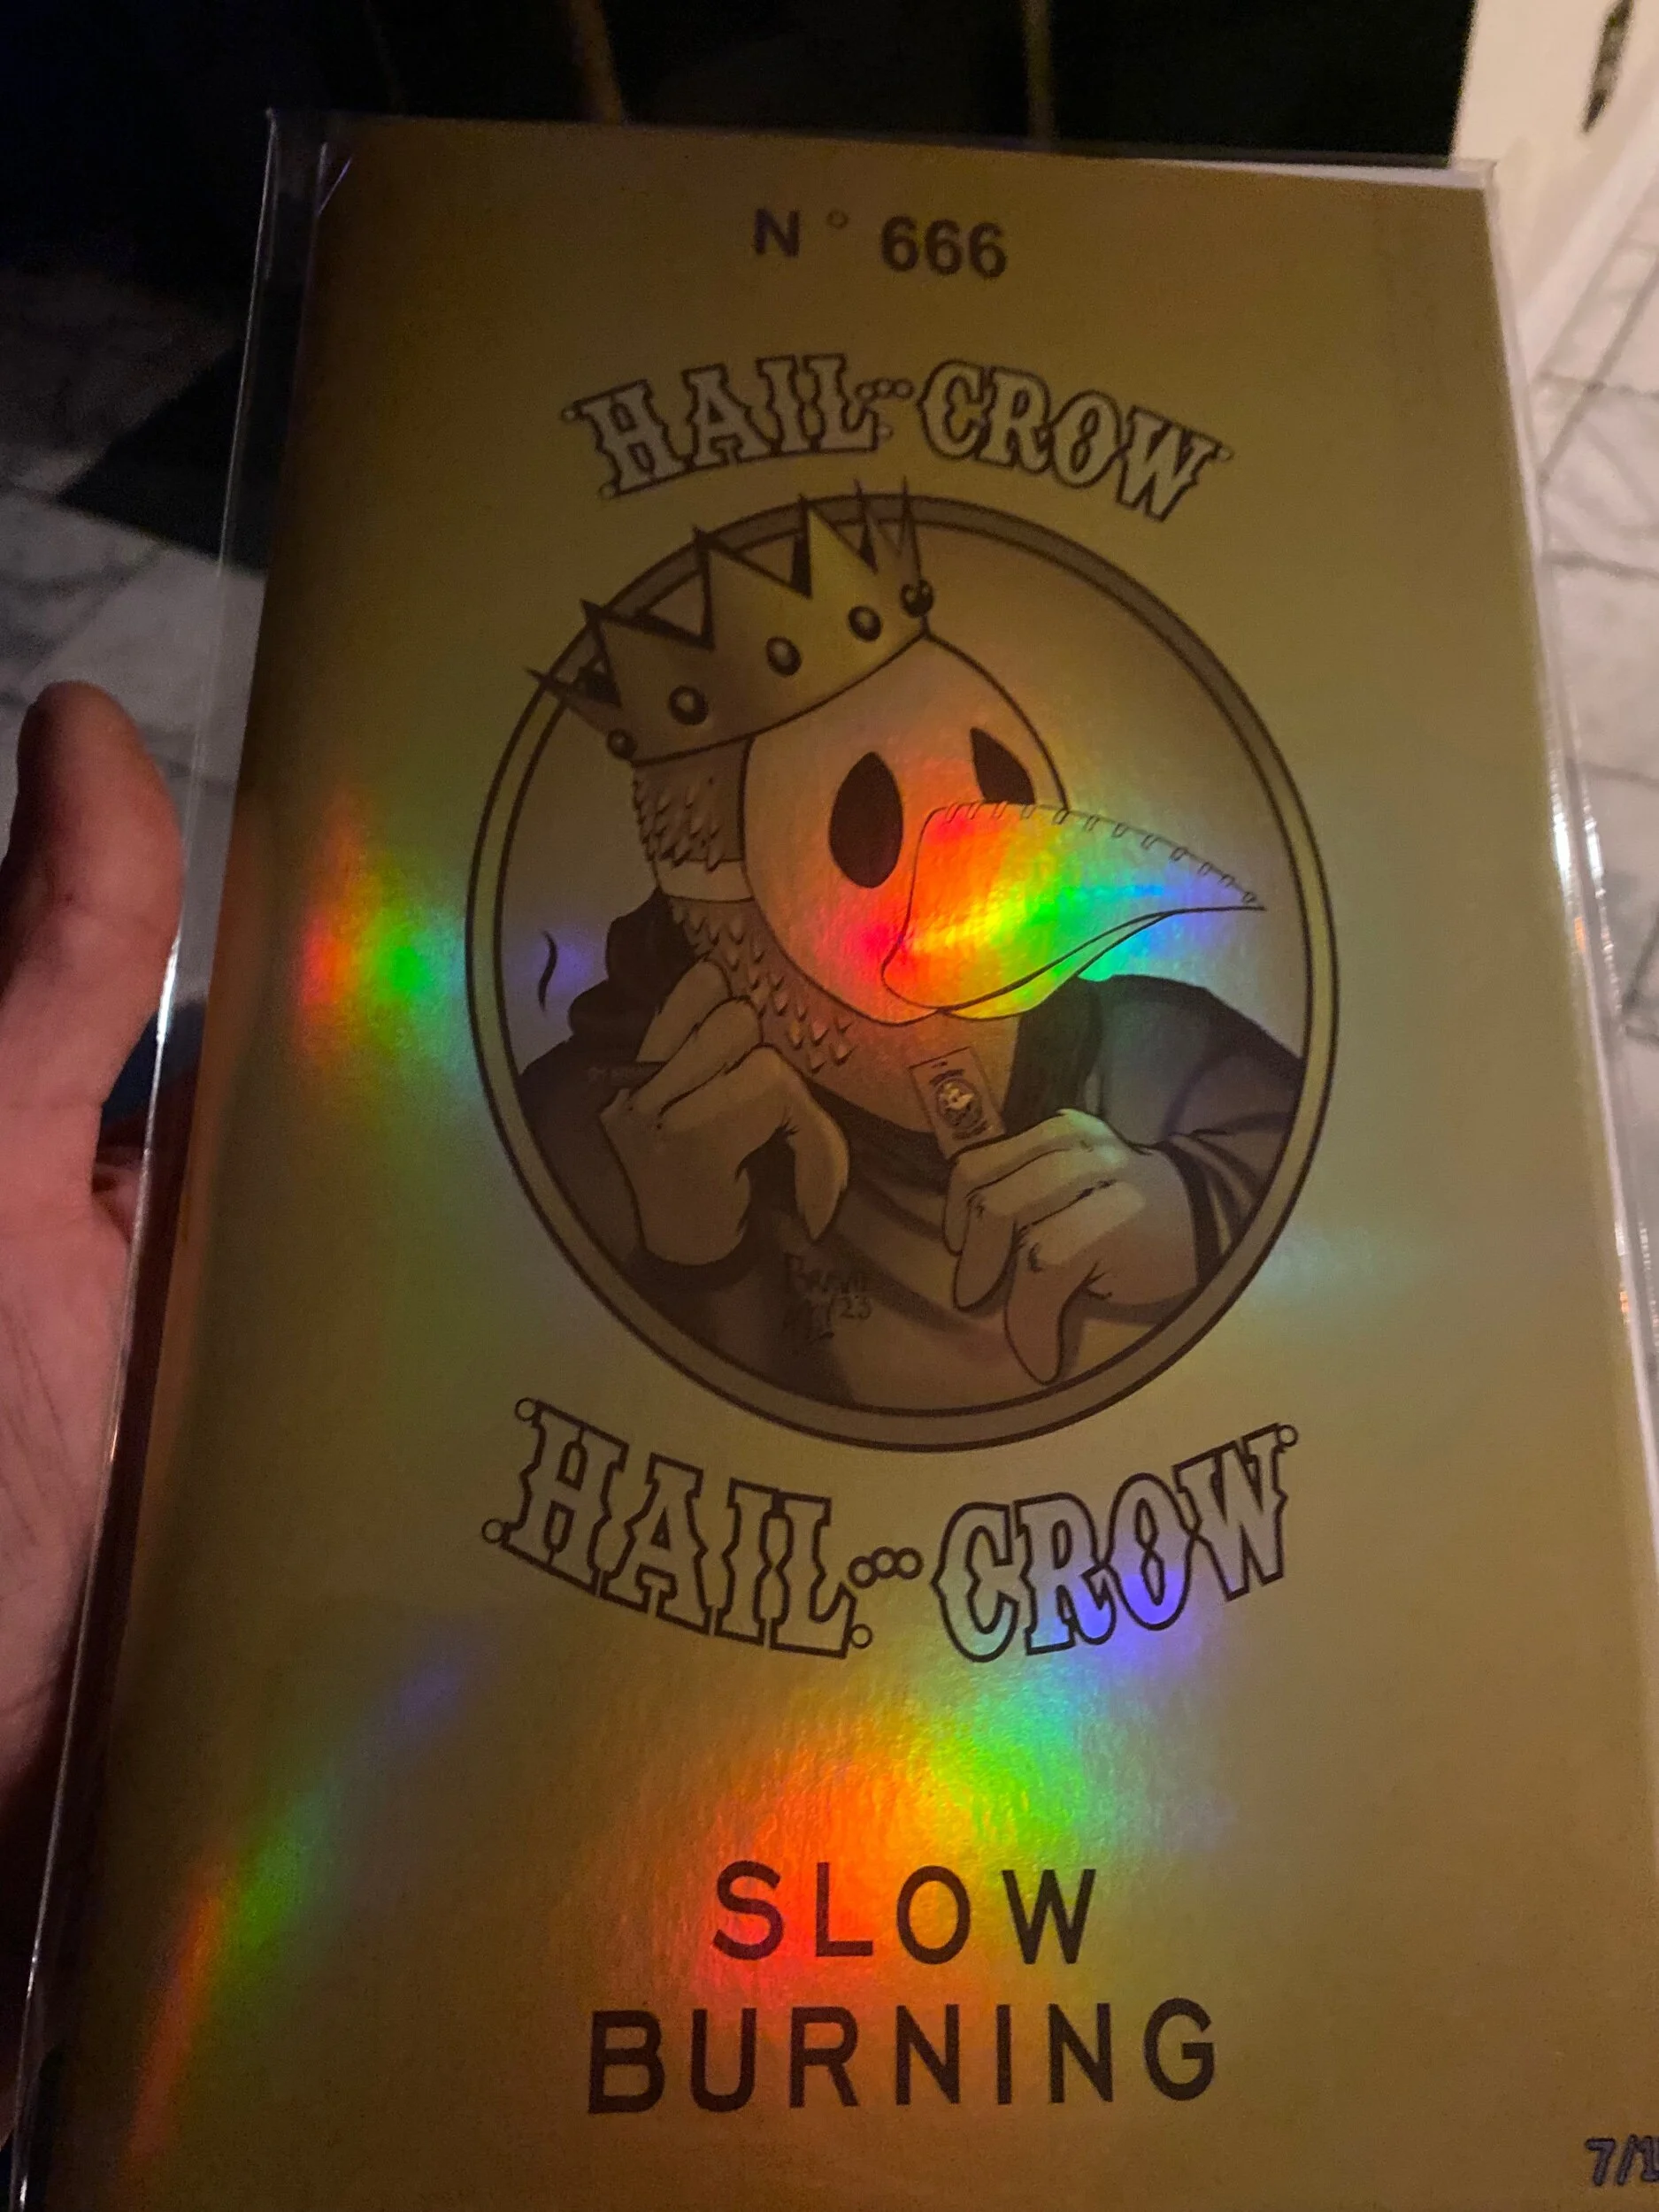 N° 666
HAIL CROW
HAIL CROW
SLOW
BURNING